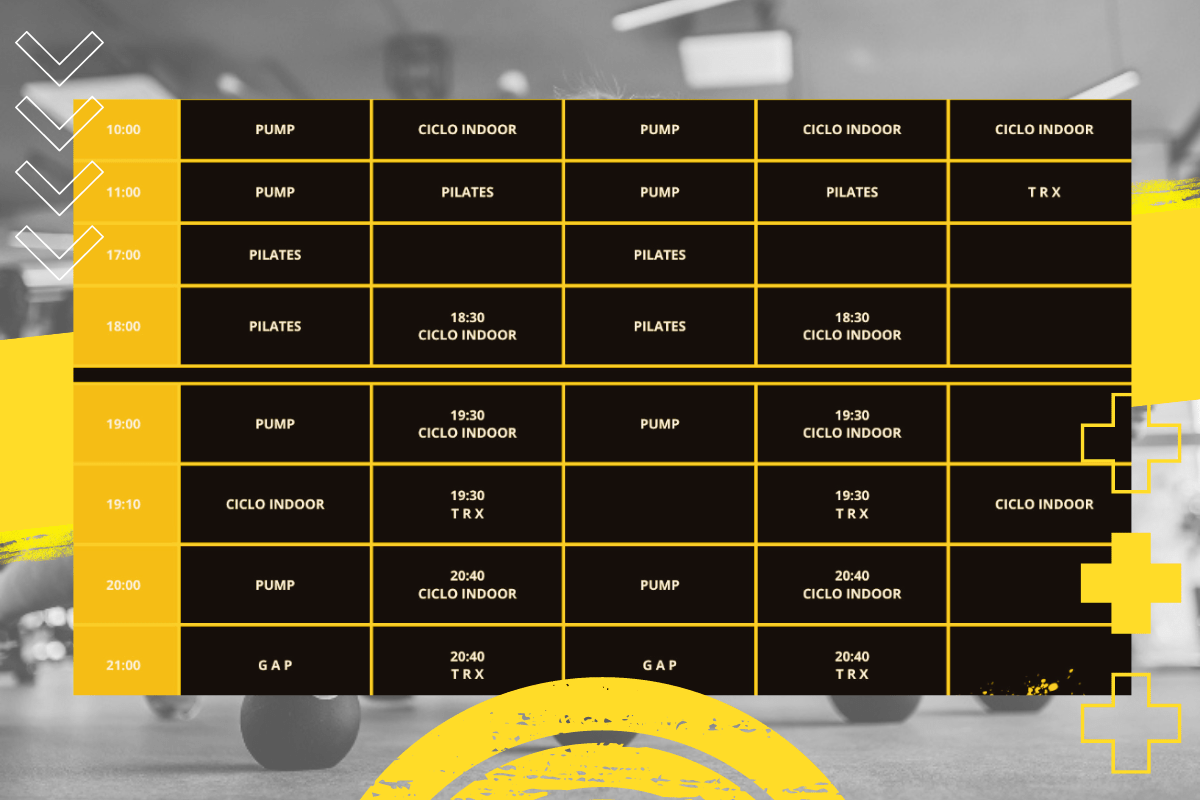 10:00 PUMP CICLO INDOOR PUMP CICLO INDOOR CICLO INDOOR
11:00 PUMP PILATES PUMP PILATES T R X
17:00 PILATES PILATES
18:00 PILATES 18:30 CICLO INDOOR PILATES 18:30 CICLO INDOOR
19:00 PUMP 19:30 CICLO INDOOR PUMP 19:30 CICLO INDOOR
19:10 CICLO INDOOR 19:30 T R X 19:30 T R X CICLO INDOOR
20:00 PUMP 20:40 CICLO INDOOR PUMP 20:40 CICLO INDOOR
21:00 G A P 20:40 T R X G A P 20:40 T R X